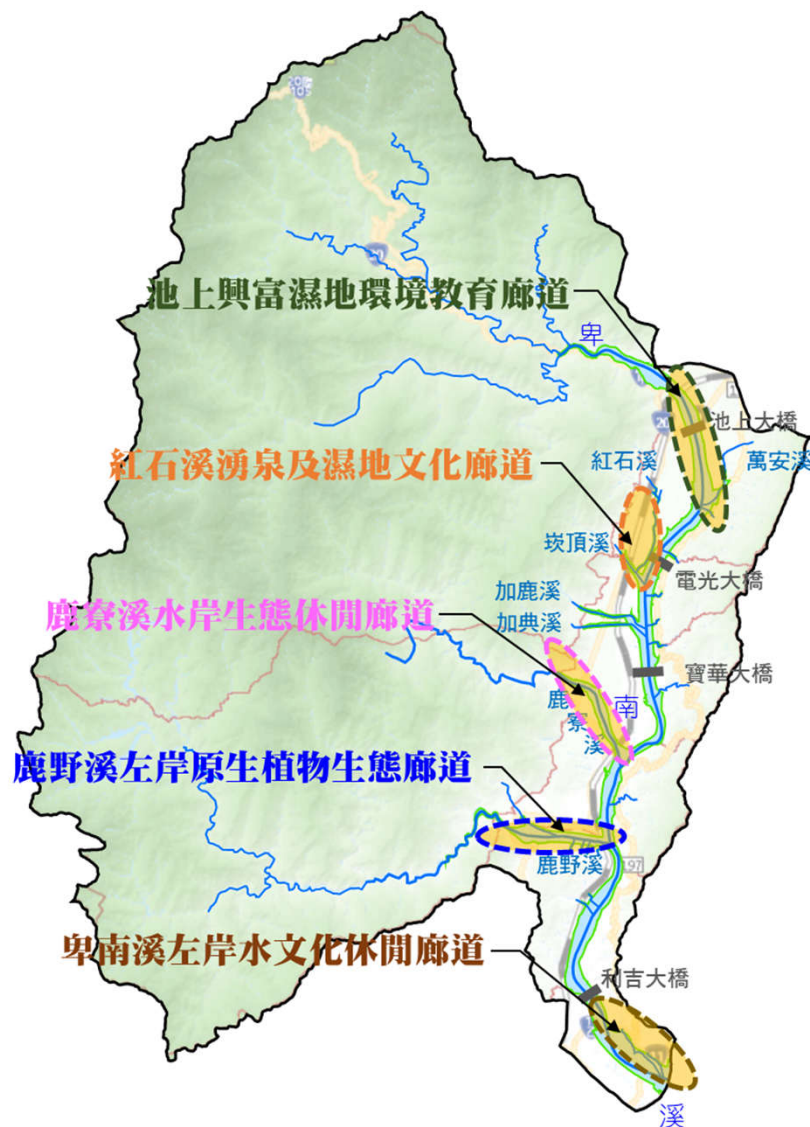 池上興富濕地環境教育廊道
卑
20
池上大橋
紅石溪湧泉及濕地文化廊道
紅石溪
萬安溪
崁頂溪
電光大橋
加鹿溪
鹿寮溪水岸生態休閒廊道
加典溪
寶華大橋
鹿寮溪
南
鹿野溪左岸原生植物生態廊道
鹿野溪
197
卑南溪左岸水文化休閒廊道
利吉大橋
溪